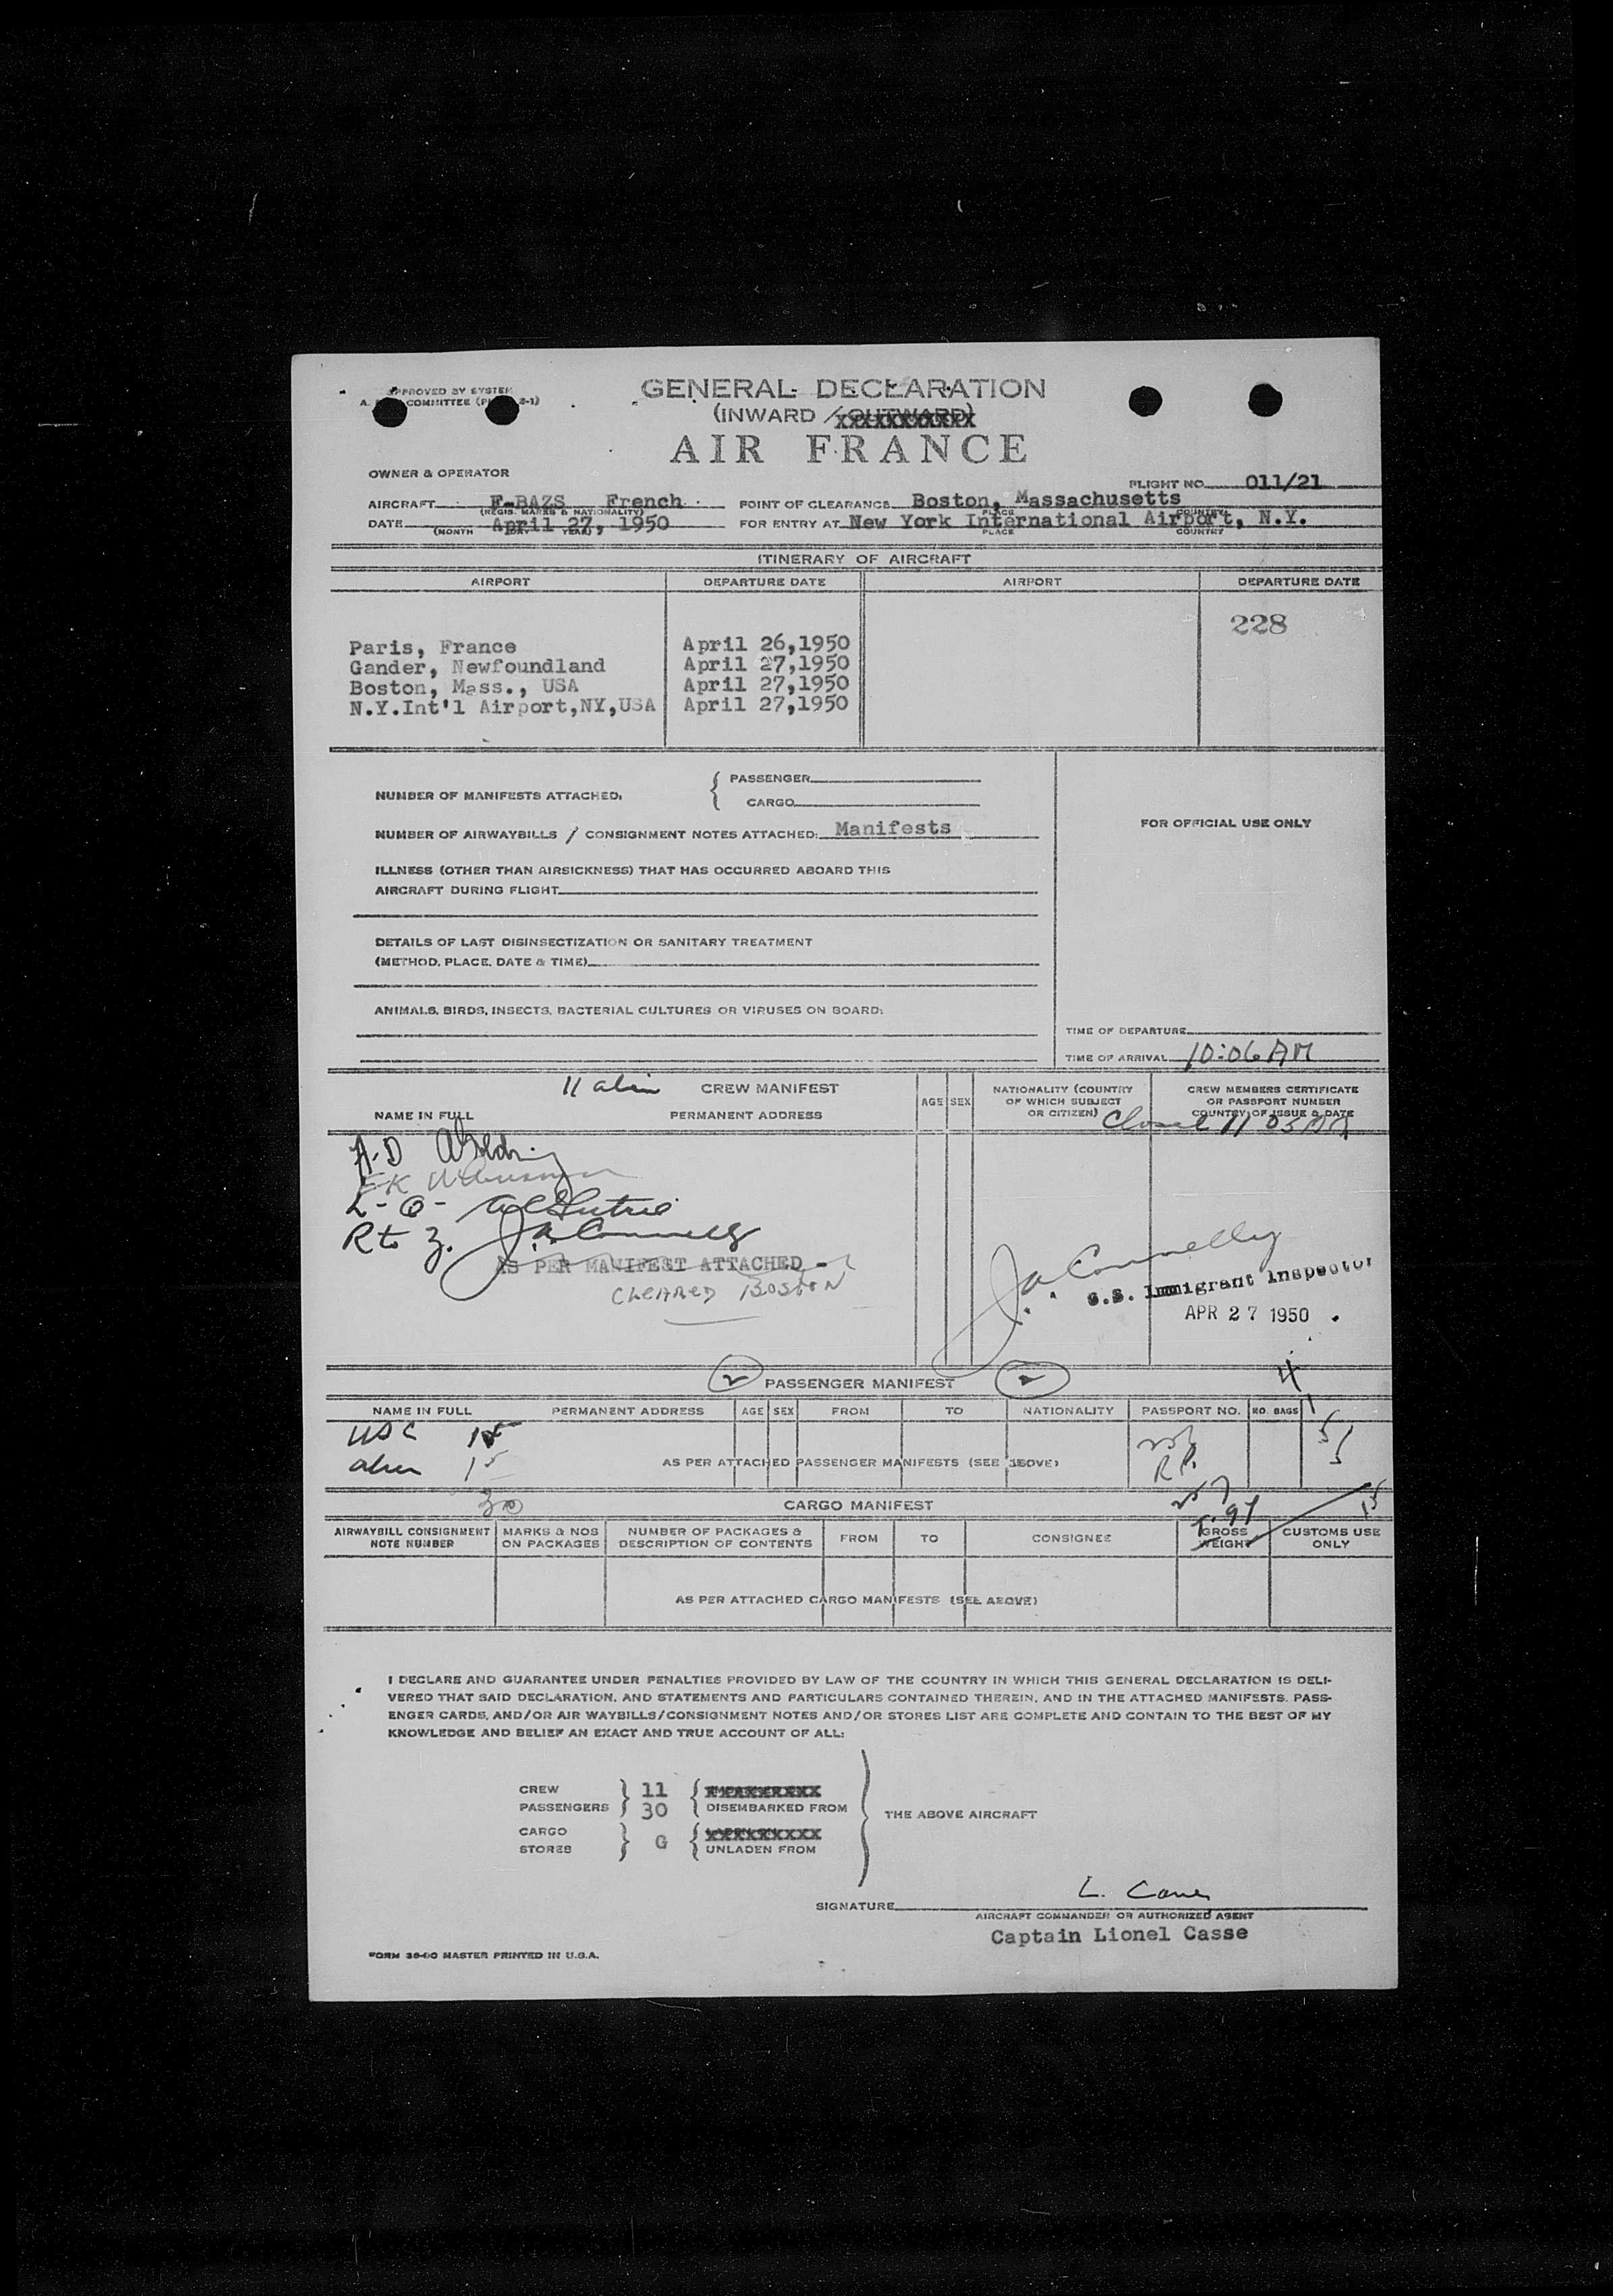 APPROVED BY SYSTEM
COMMITTEE
GENERAL DECLARATION
(INWARD / OUTWARD)
AIR FRANCE
OWNER & OPERATOR
FLIGHT NO. 011/21
AIRCRAFT F-BAZS French POINT OF CLEARANCE Boston, Massachusetts
(REGIS. MARKS & NATIONALITY) PLACE COUNTRY
DATE April 27, 1950 FOR ENTRY AT New York International Airport, N.Y.
(MONTH DAY YEAR) PLACE COUNTRY
ITINERARY OF AIRCRAFT
AIRPORT DEPARTURE DATE AIRPORT DEPARTURE DATE
228
Paris, France April 26,1950
Gander, Newfoundland April 27,1950
Boston, Mass., USA April 27,1950
N.Y.Int'l Airport,NY,USA April 27,1950
NUMBER OF MANIFESTS ATTACHED: PASSENGER
CARGO
FOR OFFICIAL USE ONLY
NUMBER OF AIRWAYBILLS / CONSIGNMENT NOTES ATTACHED: Manifests
ILLNESS (OTHER THAN AIRSICKNESS) THAT HAS OCCURRED ABOARD THIS
AIRCRAFT DURING FLIGHT
DETAILS OF LAST DISINSECTIZATION OR SANITARY TREATMENT
(METHOD, PLACE, DATE & TIME)
ANIMALS, BIRDS, INSECTS, BACTERIAL CULTURES OR VIRUSES ON BOARD:
TIME OF DEPARTURE
TIME OF ARRIVAL 10:06 AM
11 alien CREW MANIFEST
NAME IN FULL PERMANENT ADDRESS
AGE SEX
NATIONALITY (COUNTRY
OF WHICH SUBJECT
OR CITIZEN)
CREW MEMBERS CERTIFICATE
OR PASSPORT NUMBER
COUNTRY OF ISSUE & DATE
A-D
L-O-
J.A. Connelly
AS PER MANIFEST ATTACHED -
CLEARED BOSTON
J.A. Connelly
U.S. Immigrant Inspector
APR 27 1950
2 PASSENGER MANIFEST 2 4
NAME IN FULL PERMANENT ADDRESS AGE SEX FROM TO NATIONALITY PASSPORT NO. NO. BAGS
USC 15
alien 15
AS PER ATTACHED PASSENGER MANIFESTS (SEE ABOVE)
30 CARGO MANIFEST
AIRWAYBILL CONSIGNMENT
NOTE NUMBER
MARKS & NOS
ON PACKAGES
NUMBER OF PACKAGES &
DESCRIPTION OF CONTENTS
FROM TO CONSIGNEE
GROSS
WEIGHT
CUSTOMS USE
ONLY
AS PER ATTACHED CARGO MANIFESTS (SEE ABOVE)
I DECLARE AND GUARANTEE UNDER PENALTIES PROVIDED BY LAW OF THE COUNTRY IN WHICH THIS GENERAL DECLARATION IS DELI-
VERED THAT SAID DECLARATION, AND STATEMENTS AND PARTICULARS CONTAINED THEREIN, AND IN THE ATTACHED MANIFESTS, PASS-
ENGER CARDS, AND/OR AIR WAYBILLS/CONSIGNMENT NOTES AND/OR STORES LIST ARE COMPLETE AND CONTAIN TO THE BEST OF MY
KNOWLEDGE AND BELIEF AN EXACT AND TRUE ACCOUNT OF ALL:
CREW 11
PASSENGERS 30 DISEMBARKED FROM
THE ABOVE AIRCRAFT
CARGO
STORES G UNLADEN FROM
SIGNATURE L. Casse
AIRCRAFT COMMANDER OR AUTHORIZED AGENT
Captain Lionel Casse
FORM 36-00 MASTER PRINTED IN U.S.A.